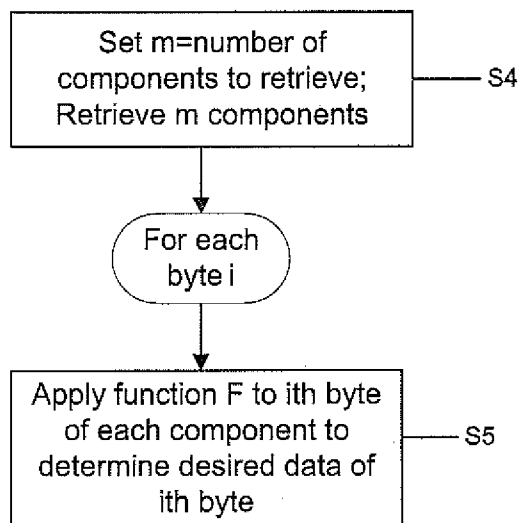 Set m=number of
components to retrieve;
Retrieve m components
S4
For each
byte i
Apply function F to ith byte
of each component to
determine desired data of
ith byte
S5